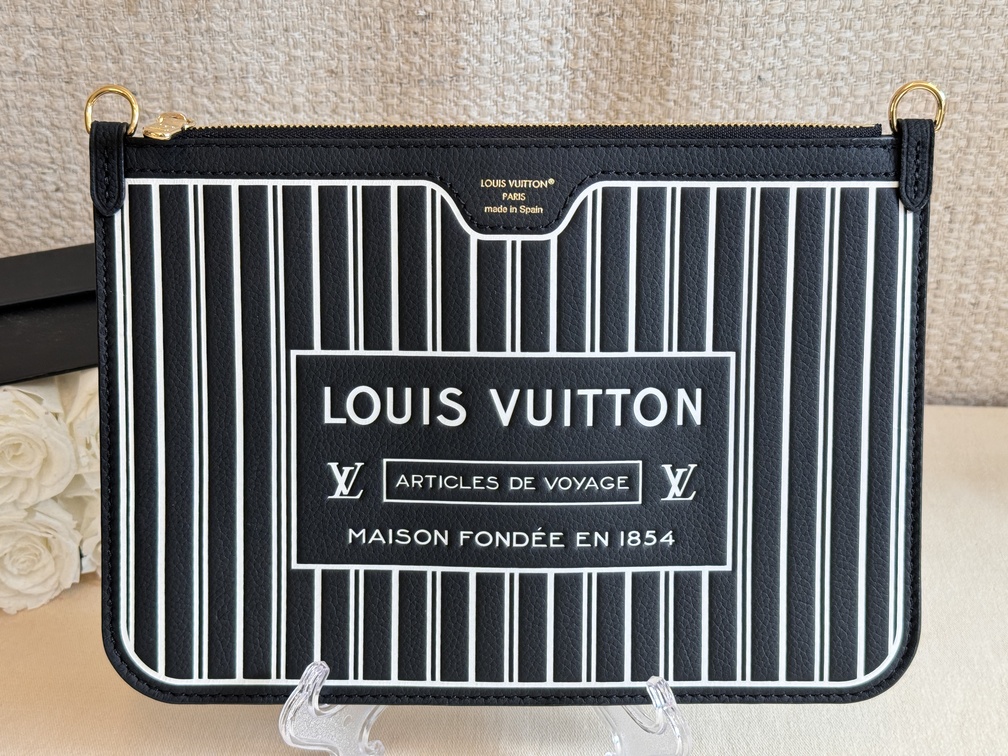 LOUIS VUITTON®
PARIS
made in Spain
LOUIS VUITTON
LV ARTICLES DE VOYAGE LV
MAISON FONDÉE EN 1854